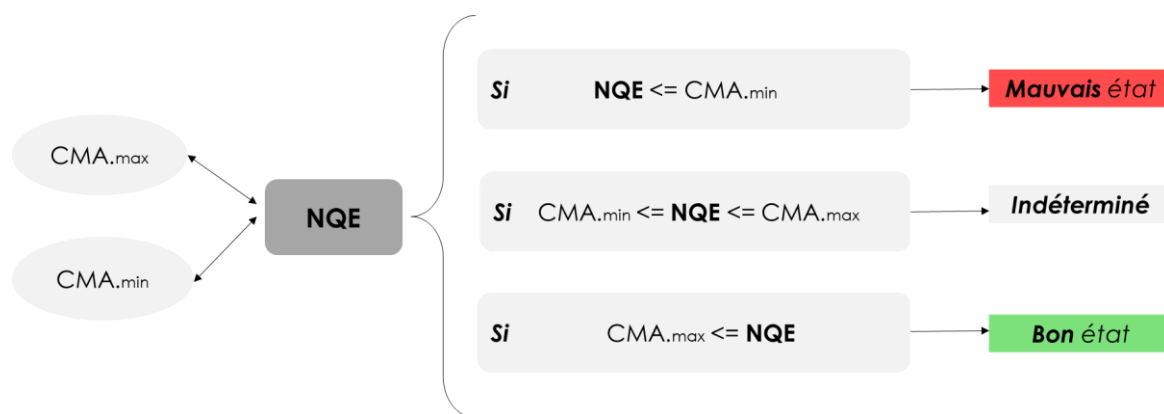 CMA.max
CMA.min
NQE
Si NQE <= CMA.min
Mauvais état
Si CMA.min <= NQE <= CMA.max
Indéterminé
Si CMA.max <= NQE
Bon état